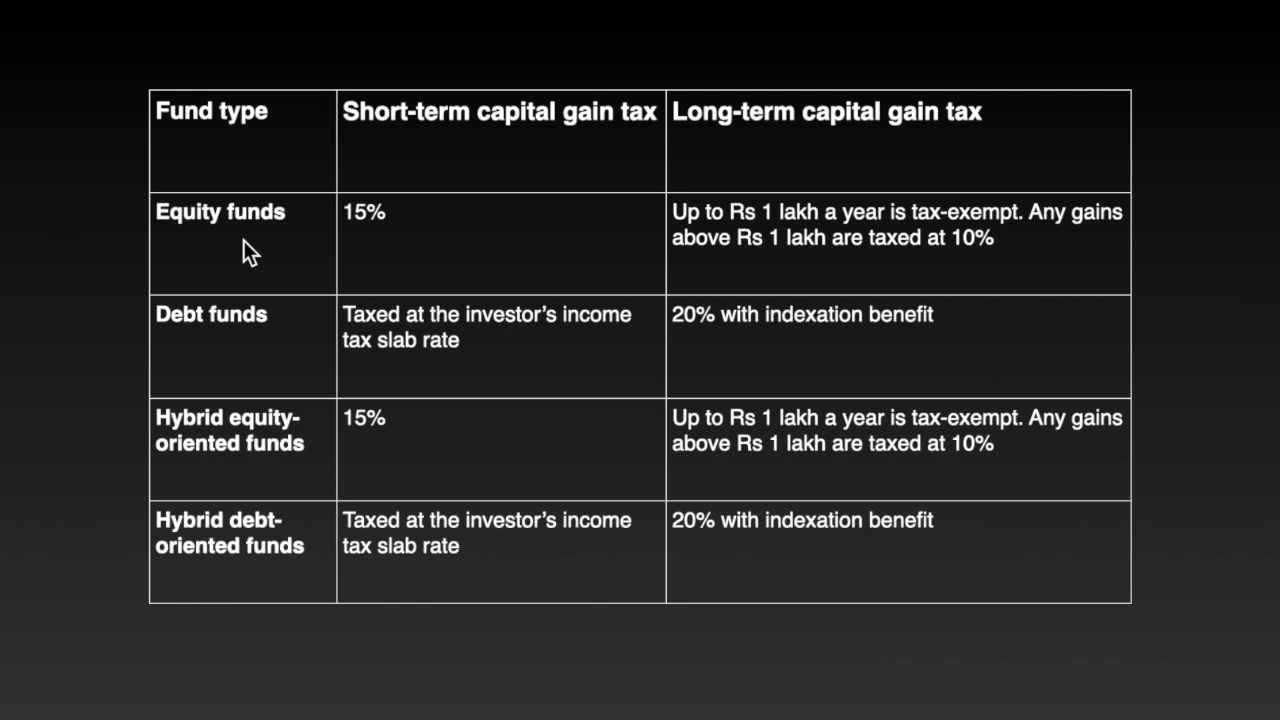 Fund type
Short-term capital gain tax
Long-term capital gain tax
Equity funds
15%
Up to Rs 1 lakh a year is tax-exempt. Any gains
above Rs 1 lakh are taxed at 10%
Debt funds
Taxed at the investor’s income
tax slab rate
20% with indexation benefit
Hybrid equity-
oriented funds
15%
Up to Rs 1 lakh a year is tax-exempt. Any gains
above Rs 1 lakh are taxed at 10%
Hybrid debt-
oriented funds
Taxed at the investor’s income
tax slab rate
20% with indexation benefit